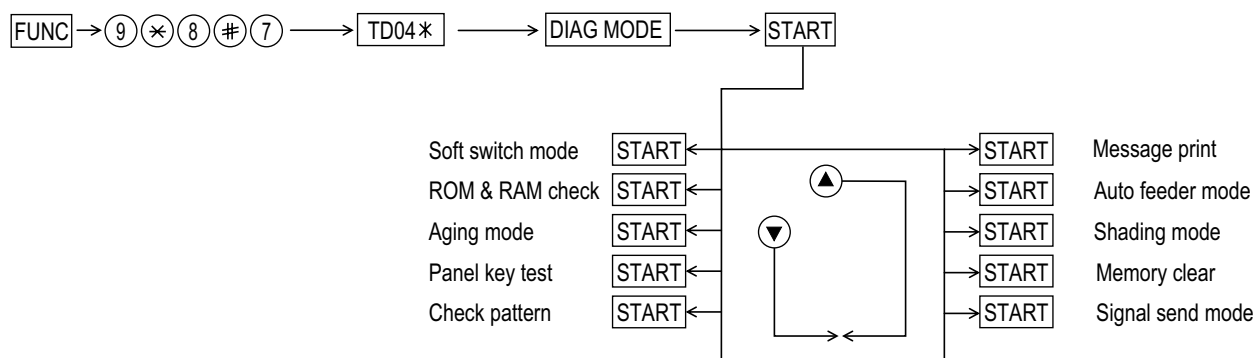 FUNC 9 * 8 # 7 TD04* DIAG MODE START
Soft switch mode START START Message print
ROM & RAM check START START Auto feeder mode
Aging mode START START Shading mode
Panel key test START START Memory clear
Check pattern START START Signal send mode